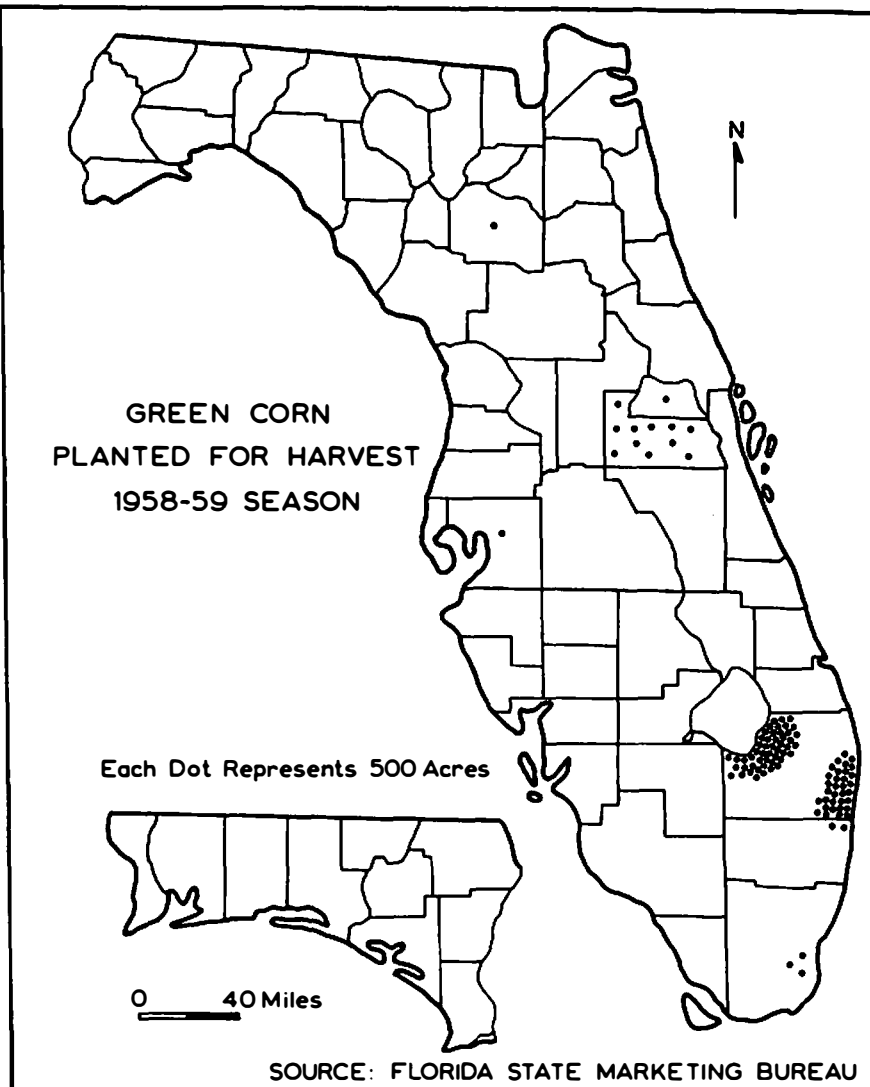 N
GREEN CORN
PLANTED FOR HARVEST
1958-59 SEASON
Each Dot Represents 500 Acres
0 40 Miles
SOURCE: FLORIDA STATE MARKETING BUREAU